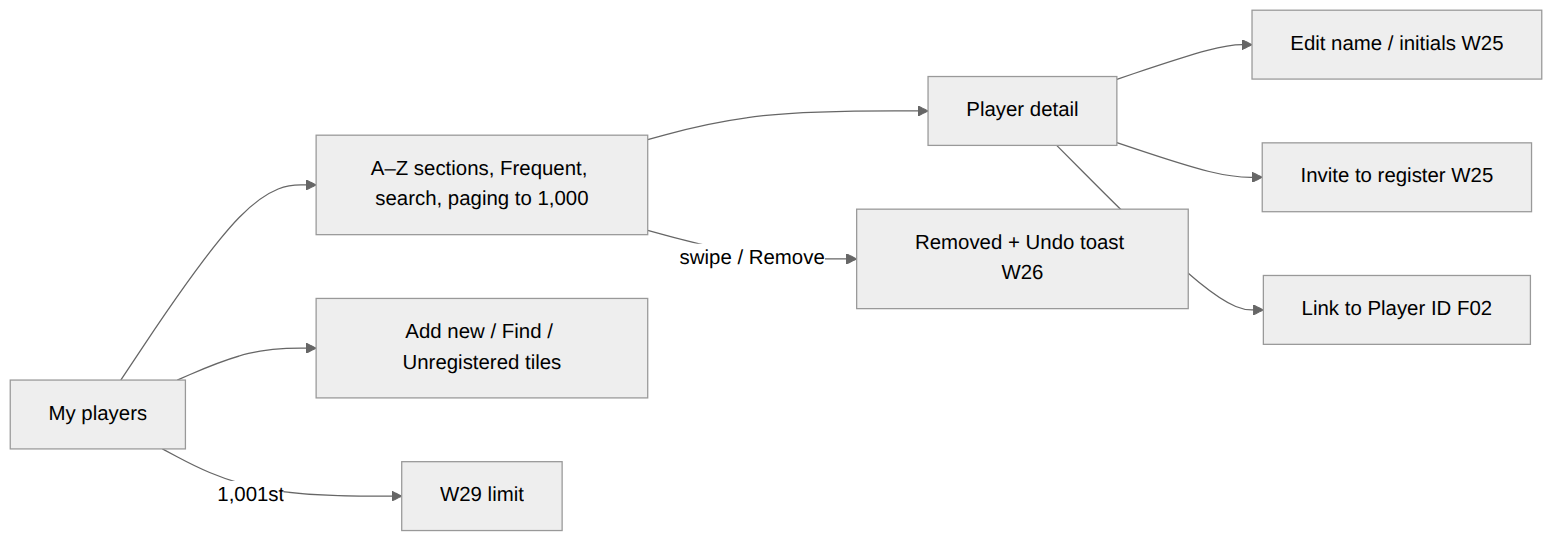 My players
A–Z sections, Frequent,
search, paging to 1,000
Add new / Find /
Unregistered tiles
1,001st
W29 limit
swipe / Remove
Player detail
Removed + Undo toast
W26
Edit name / initials W25
Invite to register W25
Link to Player ID F02